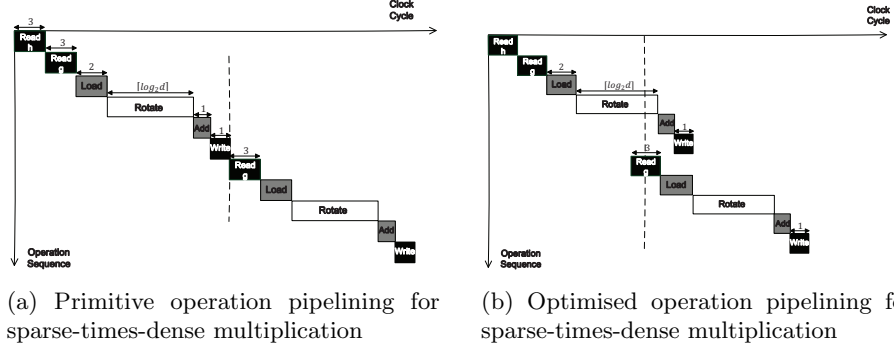 Clock
Cycle
3
Read
h
3
Read
g
2
Load
⌈log₂d⌉
Rotate
1
Add
1
Write
3
Read
g
Load
Rotate
Add
Write
Operation
Sequence
(a) Primitive operation pipelining for
sparse-times-dense multiplication
Clock
Cycle
Read
h
Read
g
2
Load
⌈log₂d⌉
Rotate
Add
1
Write
3
Read
g
Load
Rotate
Add
1
Write
Operation
Sequence
(b) Optimised operation pipelining f
sparse-times-dense multiplication